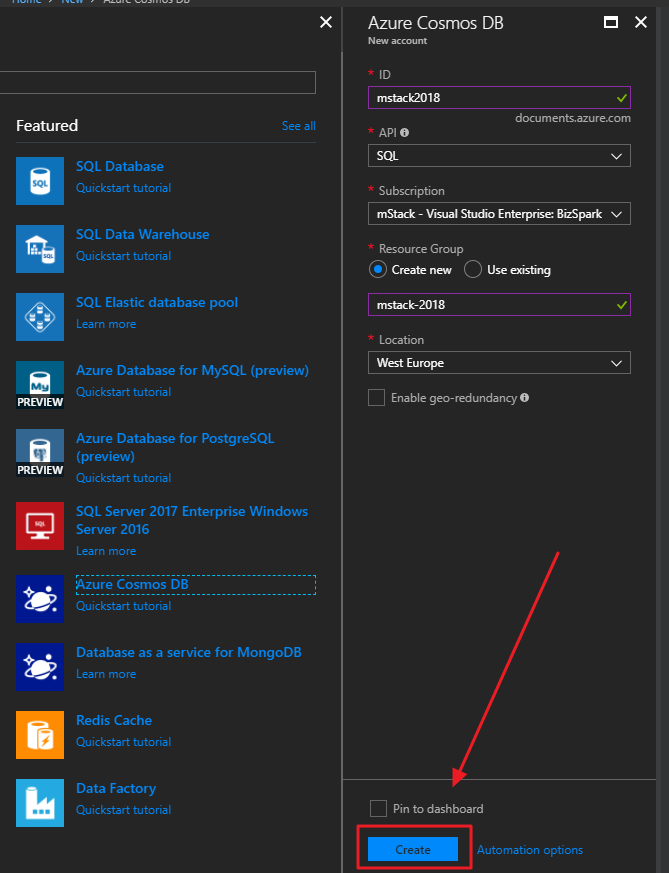 Home > New > Azure Cosmos DB
Featured
See all
SQL
SQL Database
Quickstart tutorial
SQL
SQL Data Warehouse
Quickstart tutorial
SQL Elastic database pool
Learn more
My
PREVIEW
Azure Database for MySQL (preview)
Quickstart tutorial
PREVIEW
Azure Database for PostgreSQL
(preview)
Quickstart tutorial
SQL
SQL Server 2017 Enterprise Windows
Server 2016
Learn more
Azure Cosmos DB
Quickstart tutorial
Database as a service for MongoDB
Learn more
Redis Cache
Quickstart tutorial
Data Factory
Quickstart tutorial
Azure Cosmos DB
New account
* ID
mstack2018
documents.azure.com
* API
SQL
* Subscription
mStack - Visual Studio Enterprise: BizSpark
* Resource Group
Create new Use existing
mstack-2018
* Location
West Europe
Enable geo-redundancy
Pin to dashboard
Create
Automation options